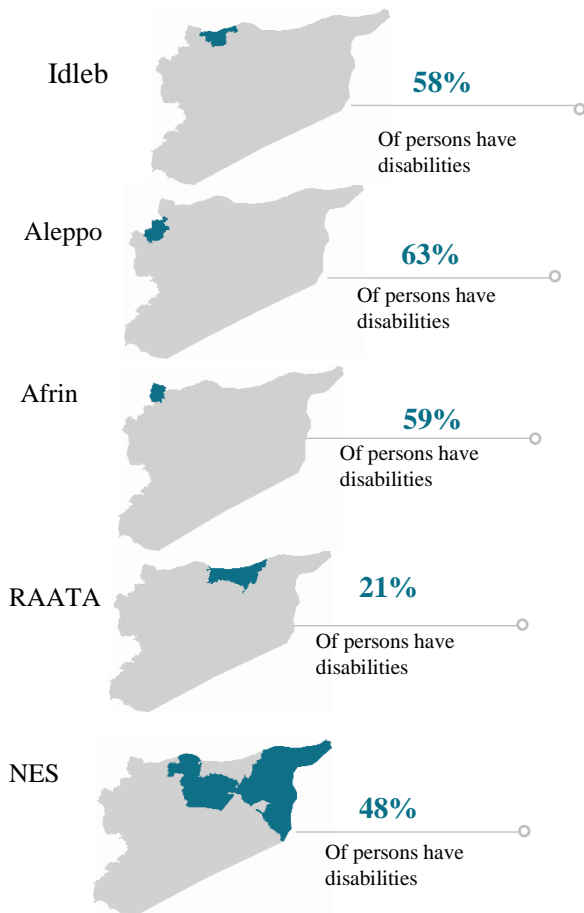 Idleb
58%
Of persons have
disabilities
Aleppo
63%
Of persons have
disabilities
Afrin
59%
Of persons have
disabilities
RAATA
21%
Of persons have
disabilities
NES
48%
Of persons have
disabilities